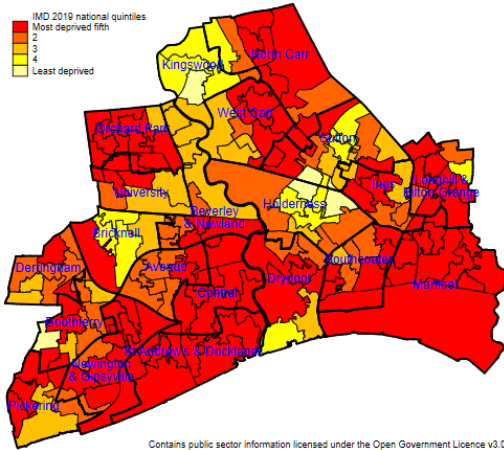 IMD 2019 national quintiles
Most deprived fifth
2
3
4
Least deprived
Kingswood
North Carr
West Carr
Orchard Park
Sutton
University
Ings
Longhill &
Bilton Grange
Holderness
Beverley
& Newland
Bricknell
Derringham
Avenue
Southcoates
Central
Drypool
Marfleet
Boothferry
St Andrew's & Docklands
Newington
& Gipsyville
Pickering
Contains public sector information licensed under the Open Government Licence v3.0